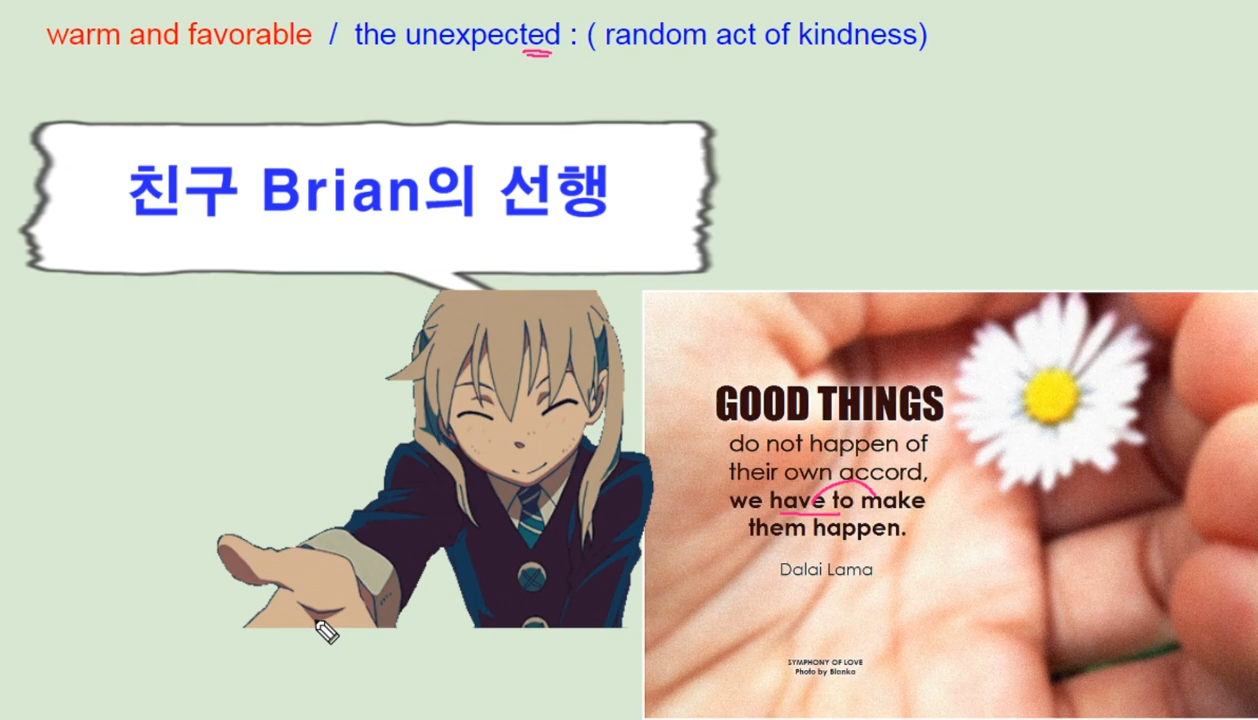 warm and favorable / the unexpected : ( random act of kindness)
친구 Brian의 선행
GOOD THINGS
do not happen of
their own accord,
we have to make
them happen.
Dalai Lama
SYMPHONY OF LOVE
Photo by Blanka